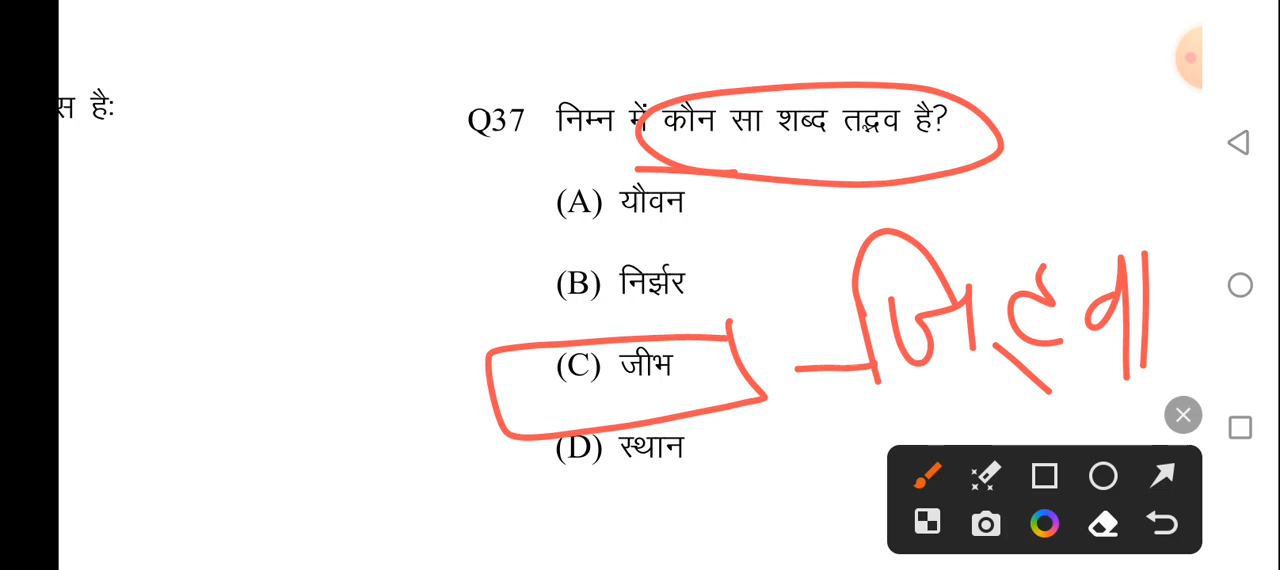 स है:
Q37 निम्न में कौन सा शब्द तद्भव है?
(A) यौवन
(B) निर्झर
(C) जीभ
जिह्वा
(D) स्थान